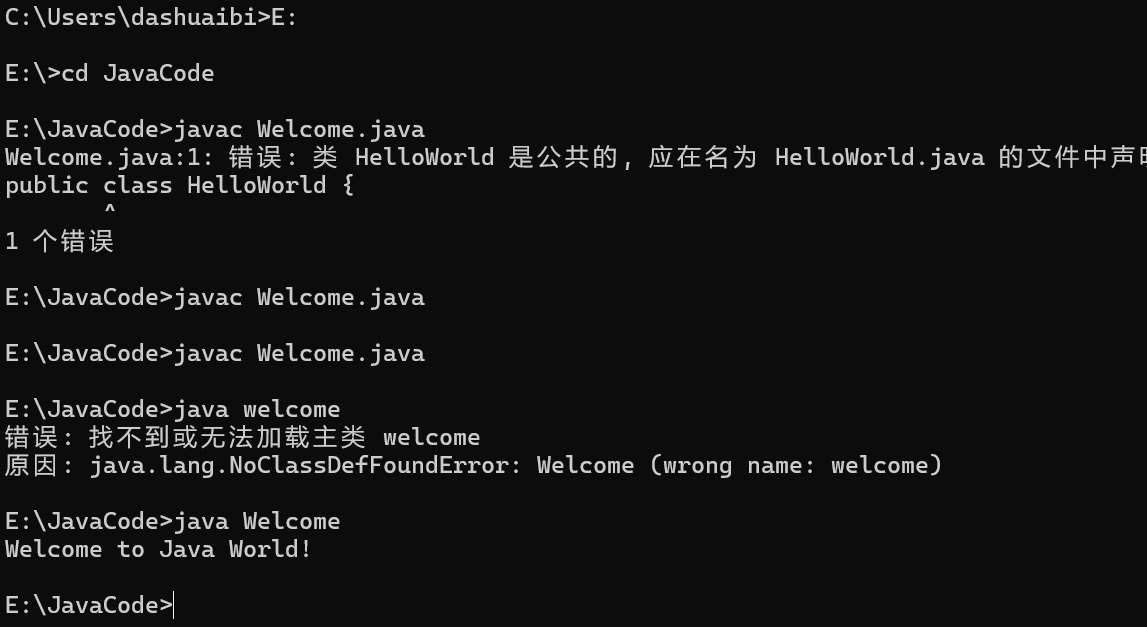 C:\Users\dashuaibi>E:
E:\>cd JavaCode
E:\JavaCode>javac Welcome.java
Welcome.java:1: 错误: 类 HelloWorld 是公共的, 应在名为 HelloWorld.java 的文件中声
public class HelloWorld {
^
1 个错误
E:\JavaCode>javac Welcome.java
E:\JavaCode>javac Welcome.java
E:\JavaCode>java welcome
错误: 找不到或无法加载主类 welcome
原因: java.lang.NoClassDefFoundError: Welcome (wrong name: welcome)
E:\JavaCode>java Welcome
Welcome to Java World!
E:\JavaCode>